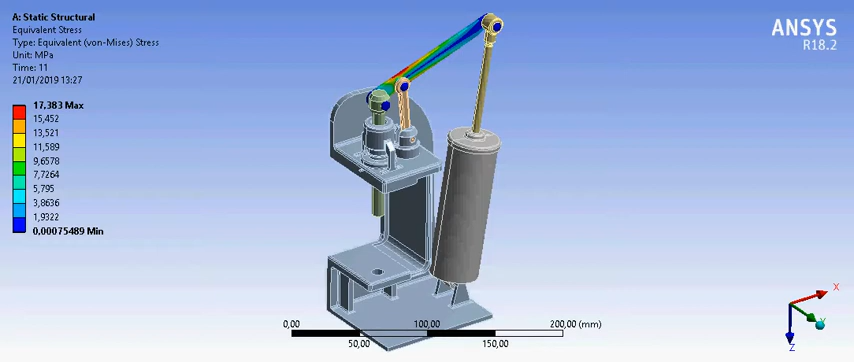 A: Static Structural
Equivalent Stress
Type: Equivalent (von-Mises) Stress
Unit: MPa
Time: 11
21/01/2019 13:27
17,383 Max
15,452
13,521
11,589
9,6578
7,7264
5,795
3,8636
1,9322
0,00075489 Min
ANSYS
R18.2
0,00
100,00
200,00 (mm)
50,00
150,00
X
Y
Z